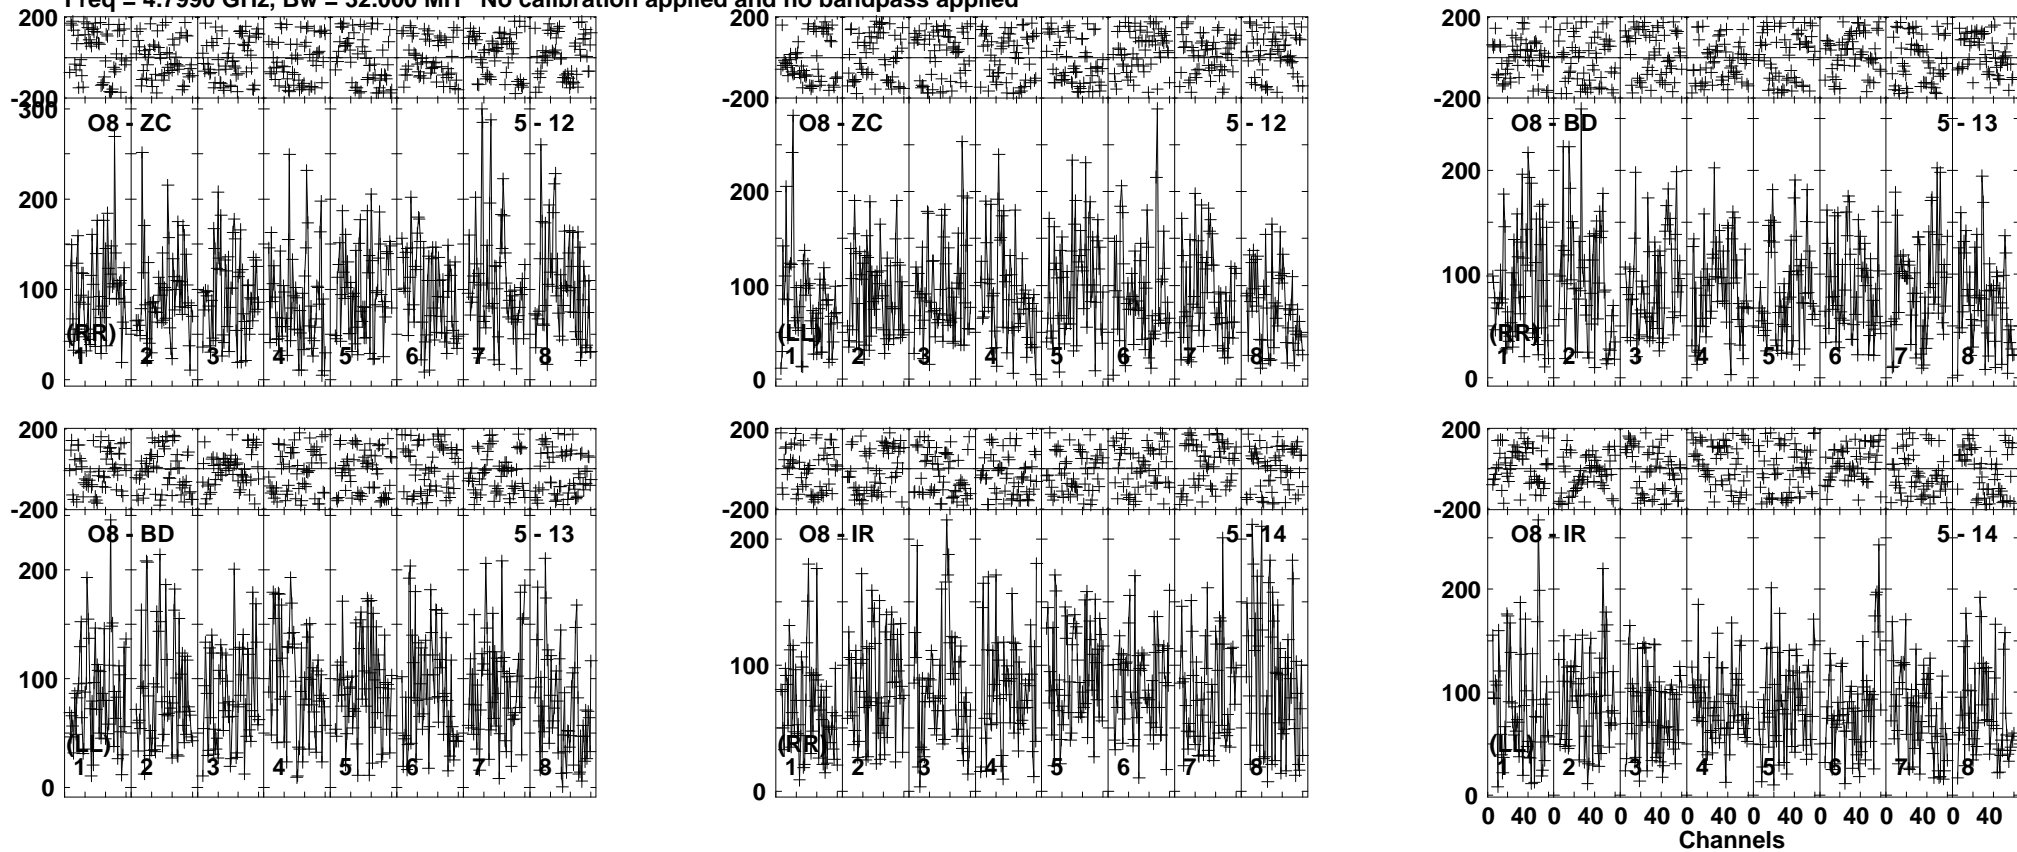 Freq = 4.7990 GHz, Bw = 32.000 MH No calibration applied and no bandpass applied
200 200 200
-200 -200 -200
300
O8 - ZC 5 - 12 O8 - ZC 5 - 12 O8 - BD 5 - 13
200 200 200
100 100 100
(RR) (LL) (RR)
1 2 3 4 5 6 7 8 1 2 3 4 5 6 7 8 1 2 3 4 5 6 7 8
0 0 0
200 200 200
-200 -200 -200
O8 - BD 5 - 13 O8 - IR 5 - 14 O8 - IR 5 - 14
200 200 200
100 100 100
(LL) (RR) (LL)
1 2 3 4 5 6 7 8 1 2 3 4 5 6 7 8 1 2 3 4 5 6 7 8
0 0 0
0 40 0 40 0 40 0 40 0 40 0 40 0 40 0 40
Channels